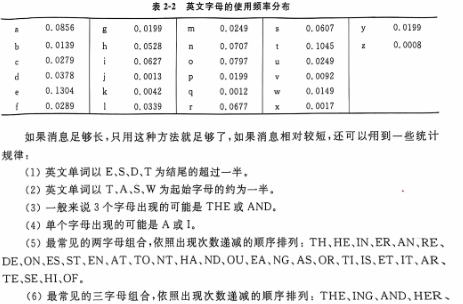 表 2-2 英文字母的使用频率分布
a 0.0856 g 0.0199 m 0.0249 s 0.0607 y 0.0199
b 0.0139 h 0.0528 n 0.0707 t 0.1045 z 0.0008
c 0.0279 i 0.0627 o 0.0797 u 0.0249
d 0.0378 j 0.0013 p 0.0199 v 0.0092
e 0.1304 k 0.0042 q 0.0012 w 0.0149
f 0.0289 l 0.0339 r 0.0677 x 0.0017
如果消息足够长,只用这种方法就足够了,如果消息相对较短,还可以用到一些统计
规律:
(1) 英文单词以 E,S,D,T 为结尾的超过一半。
(2) 英文单词以 T,A,S,W 为起始字母的约为一半。
(3) 一般来说 3 个字母出现的可能是 THE 或 AND。
(4) 单个字母出现的可能是 A 或 I。
(5) 最常见的两字母组合,依照出现次数递减的顺序排列: TH、HE、IN、ER、AN、RE、
DE、ON、ES、ST、EN、AT、TO、NT、HA、ND、OU、EA、NG、AS、OR、TI、IS、ET、IT、AR、
TE、SE、HI、OF。
(6) 最常见的三字母组合,依照出现次数递减的顺序排列: THE、ING、AND、HER、